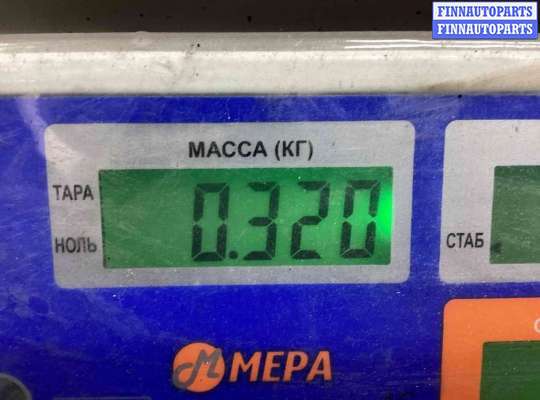 FINNAUTOPARTS
FINNAUTOPARTS
МАССА (КГ)
ТАРА
0.320
НОЛЬ
СТАБ
МЕРА